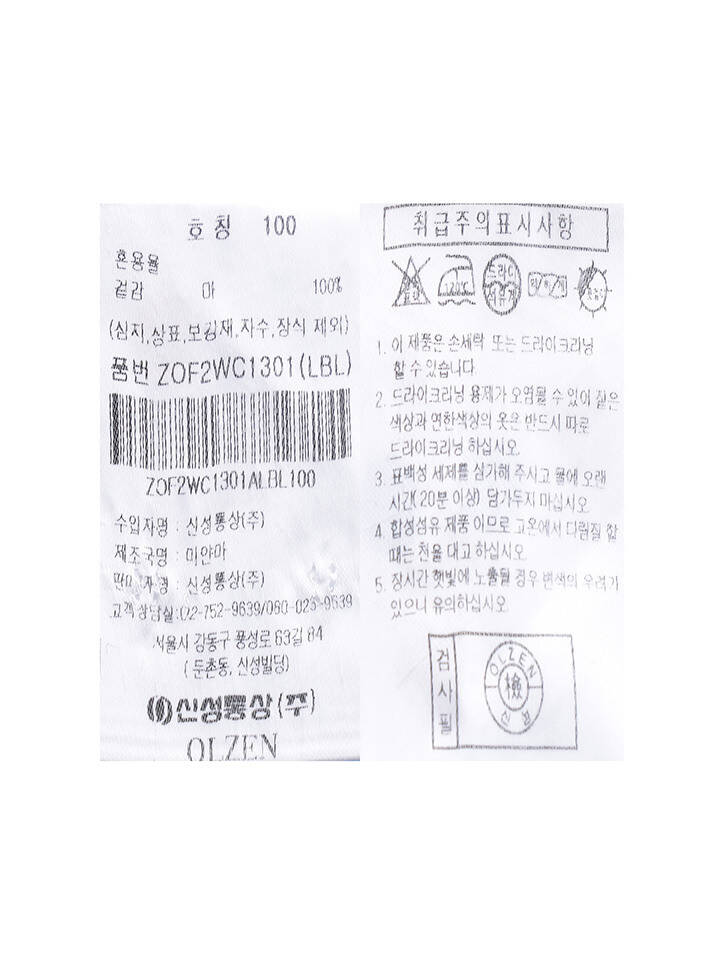 호칭 100
혼용율
겉감 마 100%
(심지,상표,보강재,자수,장식 제외)
품번 ZOF2WC1301(LBL)
ZOF2WC1301ALBL100
수입자명 : 신성통상(주)
제조국명 : 미얀마
판매자명 : 신성통상(주)
고객 상담실:02-752-9639/
서울시 강동구 풍성로 63길 84
(둔촌동, 신성빌딩)
신성통상(주)
OLZEN
취급주의표시사항
120℃
드라이
석유계
1. 이 제품은 손세탁 또는 드라이크리닝
할 수 있습니다
2. 드라이크리닝 용제가 오염될 수 있이 짙은
색상과 연한색상의 옷은 반드시 따로
드라이크리닝 하십시오
3. 표백성 세제를 삼가해 주시고 물에 오랜
시간(20분 이상) 담가두지 마십시오
4. 합성섬유 제품 이므로 고온에서 다림질 할
때는 천을 대고 하십시오
5. 장시간 햇빛에 노출될 경우 변색의 우려가
있으니 유의하십시오
검사필
OLZEN
檢
신성